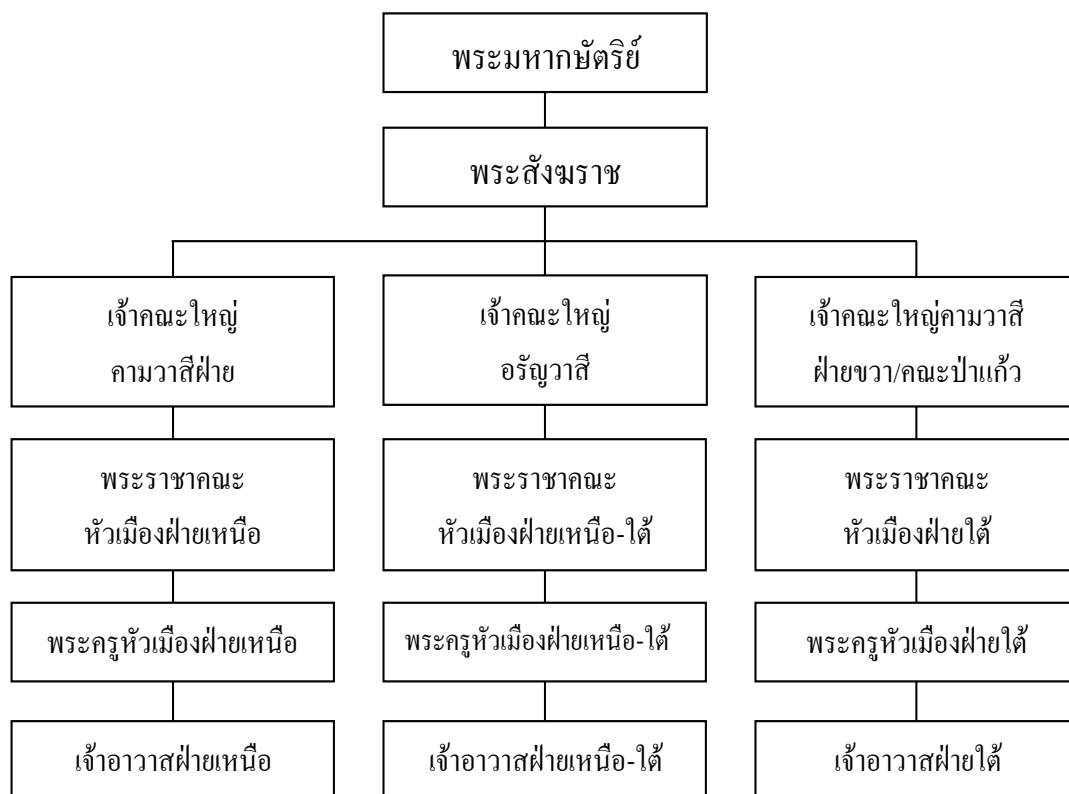 พระมหากษัตริย์
พระสังฆราช
เจ้าคณะใหญ่
คามวาสีฝ่าย
เจ้าคณะใหญ่
อรัญวาสี
เจ้าคณะใหญ่คามวาสี
ฝ่ายขวา/คณะป่าแก้ว
พระราชาคณะ
หัวเมืองฝ่ายเหนือ
พระราชาคณะ
หัวเมืองฝ่ายเหนือ-ใต้
พระราชาคณะ
หัวเมืองฝ่ายใต้
พระครูหัวเมืองฝ่ายเหนือ
พระครูหัวเมืองฝ่ายเหนือ-ใต้
พระครูหัวเมืองฝ่ายใต้
เจ้าอาวาสฝ่ายเหนือ
เจ้าอาวาสฝ่ายเหนือ-ใต้
เจ้าอาวาสฝ่ายใต้